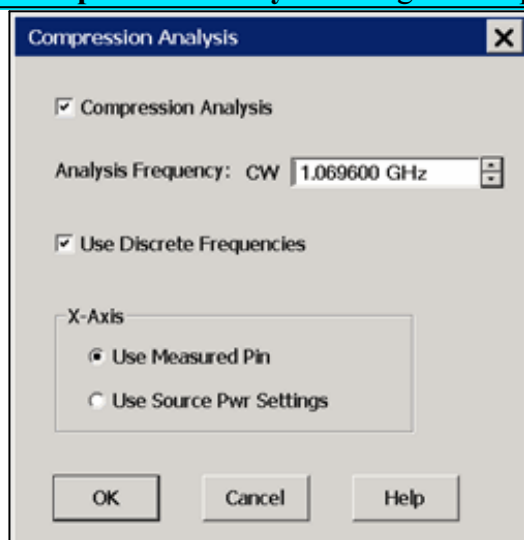 Compression Analysis
Compression Analysis
Analysis Frequency: CW 1.069600 GHz
Use Discrete Frequencies
X-Axis
Use Measured Pin
Use Source Pwr Settings
OK Cancel Help